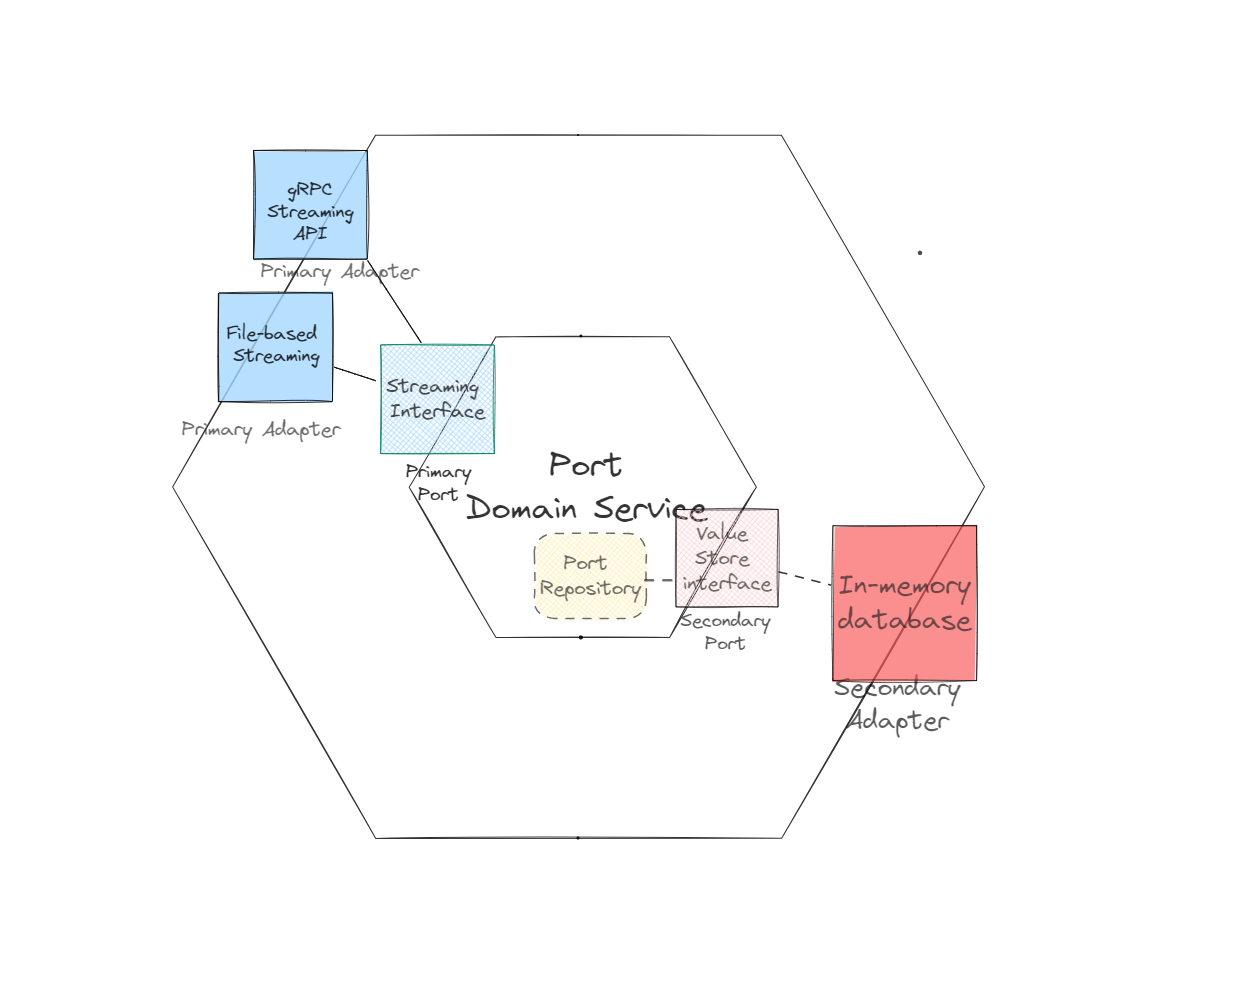 gRPC
Streaming
API
Primary Adapter
File-based
Streaming
Primary Adapter
Streaming
Interface
Primary
Port
Port
Domain Service
Port
Repository
Value
Store
interface
Secondary
Port
In-memory
database
Secondary
Adapter